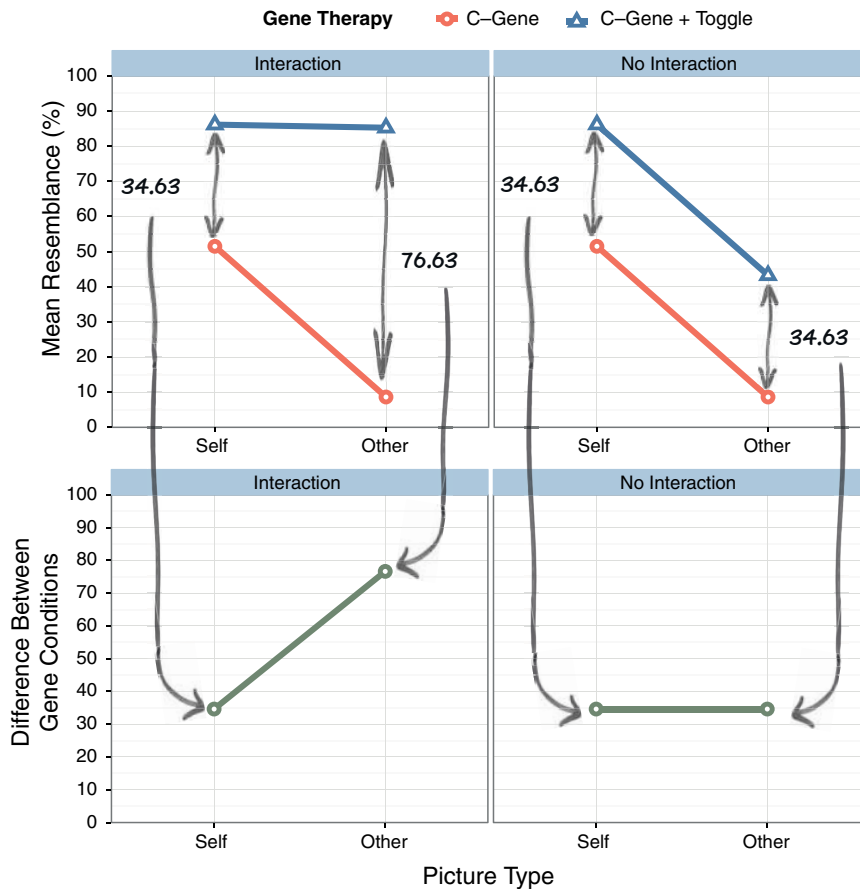 Gene Therapy C–Gene C–Gene + Toggle
Interaction
No Interaction
Mean Resemblance (%)
100
90
80
70
60
50
40
30
20
10
0
34.63
76.63
34.63
34.63
Self Other
Self Other
Interaction
No Interaction
Difference Between
Gene Conditions
100
90
80
70
60
50
40
30
20
10
0
Self Other
Self Other
Picture Type